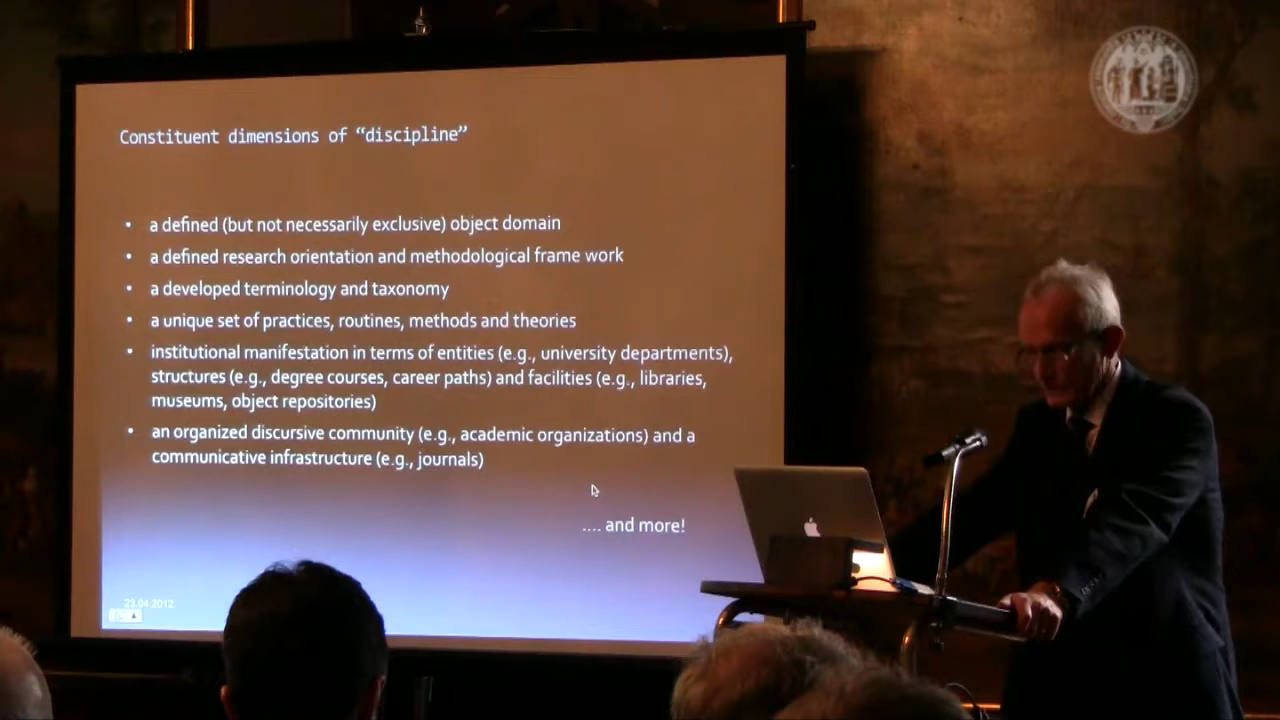 Constituent dimensions of “discipline”
• a defined (but not necessarily exclusive) object domain
• a defined research orientation and methodological frame work
• a developed terminology and taxonomy
• a unique set of practices, routines, methods and theories
• institutional manifestation in terms of entities (e.g., university departments),
structures (e.g., degree courses, career paths) and facilities (e.g., libraries,
museums, object repositories)
• an organized discursive community (e.g., academic organizations) and a
communicative infrastructure (e.g., journals)
.... and more!
23.04.2012